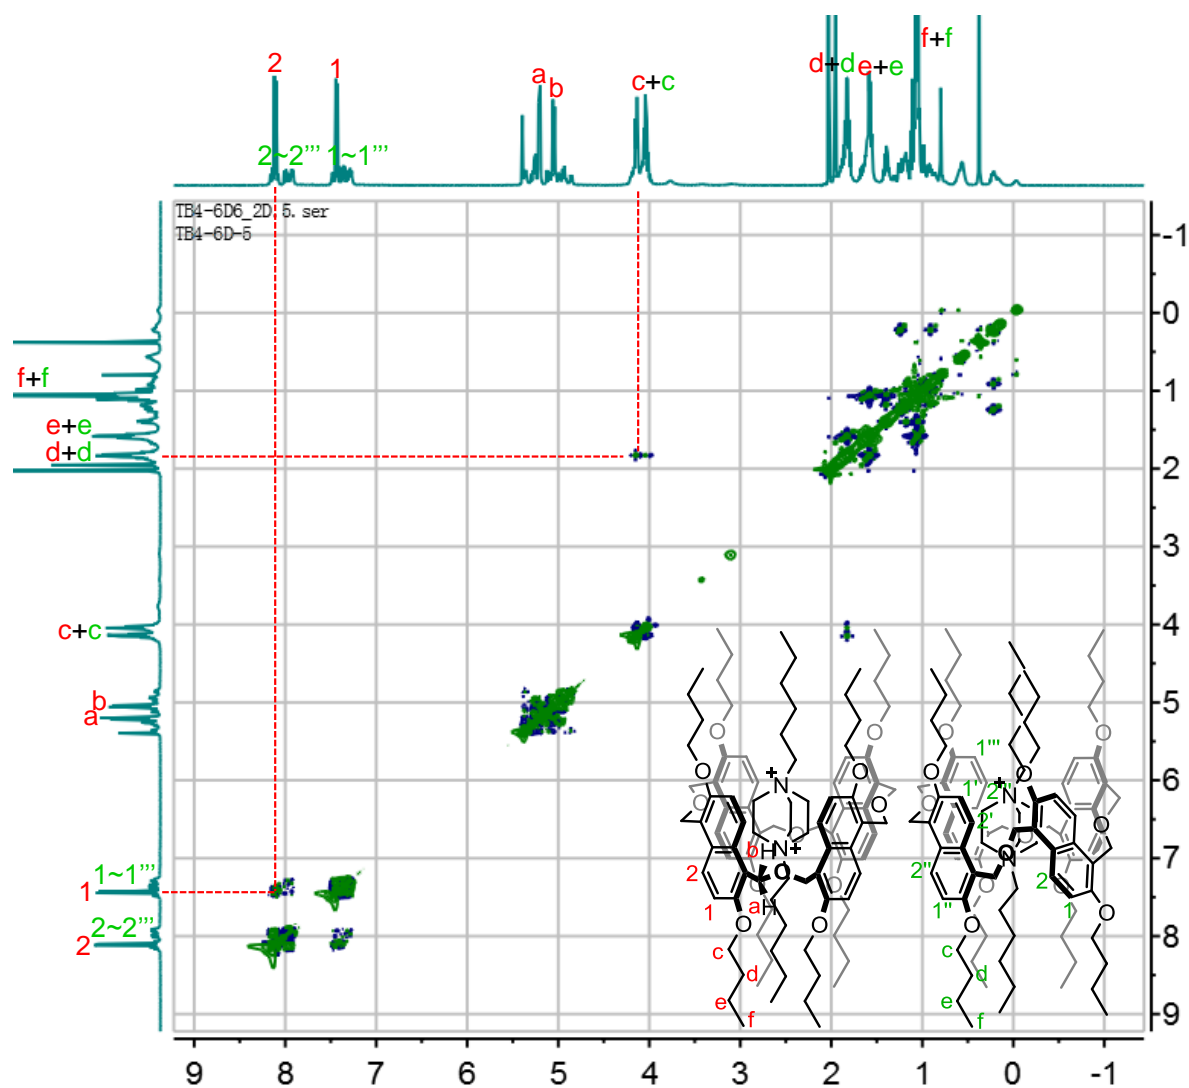 f+f
2
1
a
b
c+c
d+d
e+e
2~2’’’
1~1’’’
TB4-6D6_2D.5.ser
TB4-6D-5
-1
0
1
2
3
4
5
6
7
8
9
f+f
e+e
d+d
c+c
b
a
1~1’’’
1
2~2’’’
2
O
O
O
O
+
N
O
O
O
b
H
N
+
O
2
1
a
H
O
O
c
d
e
f
O
O
O
O
1'''
1'
+
N
2'''
2'
O
O
N
2''
1''
2
1
O
O
c
d
e
f
9
8
7
6
5
4
3
2
1
0
-1